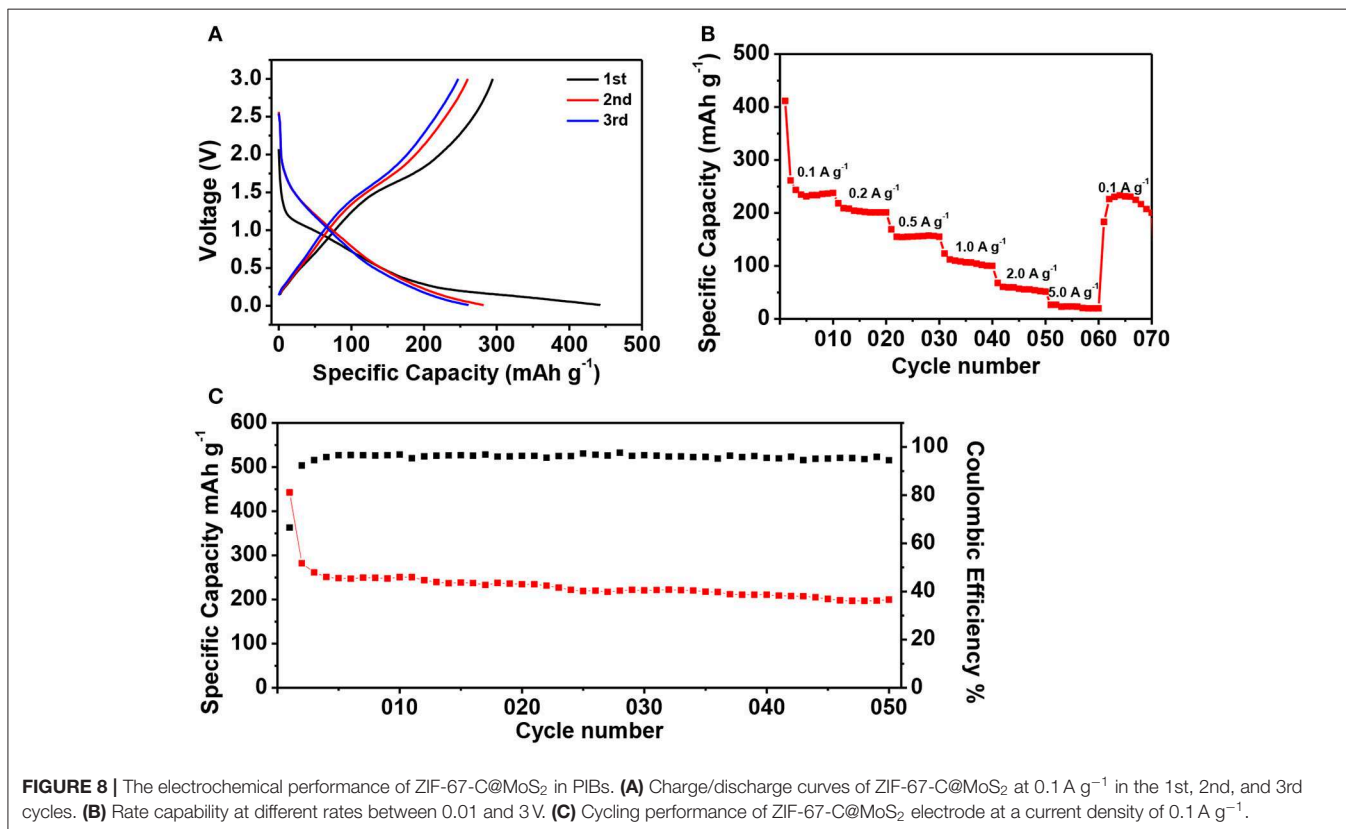 A
1st
2nd
3rd
3.0
2.5
2.0
1.5
1.0
0.5
0.0
Voltage (V)
0 100 200 300 400 500
Specific Capacity (mAh g⁻¹)
B
500
400
300
200
100
0
Specific Capacity (mAh g⁻¹)
0.1 A g⁻¹
0.2 A g⁻¹
0.5 A g⁻¹
1.0 A g⁻¹
2.0 A g⁻¹
5.0 A g⁻¹
0.1 A g⁻¹
010 020 030 040 050 060 070
Cycle number
C
600
500
400
300
200
100
0
Specific Capacity mAh g⁻¹
100
80
60
40
20
0
Coulombic Efficiency %
010 020 030 040 050
Cycle number
FIGURE 8 | The electrochemical performance of ZIF-67-C@MoS₂ in PIBs. (A) Charge/discharge curves of ZIF-67-C@MoS₂ at 0.1 A g⁻¹ in the 1st, 2nd, and 3rd
cycles. (B) Rate capability at different rates between 0.01 and 3 V. (C) Cycling performance of ZIF-67-C@MoS₂ electrode at a current density of 0.1 A g⁻¹.